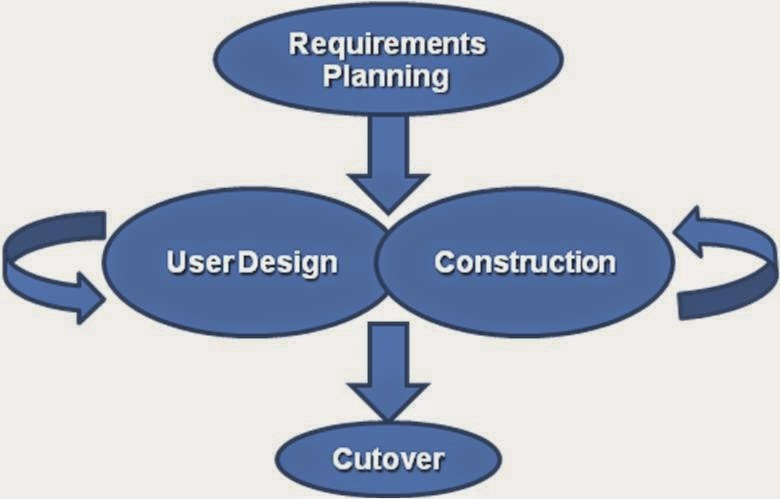 Requirements
Planning
User Design
Construction
Cutover